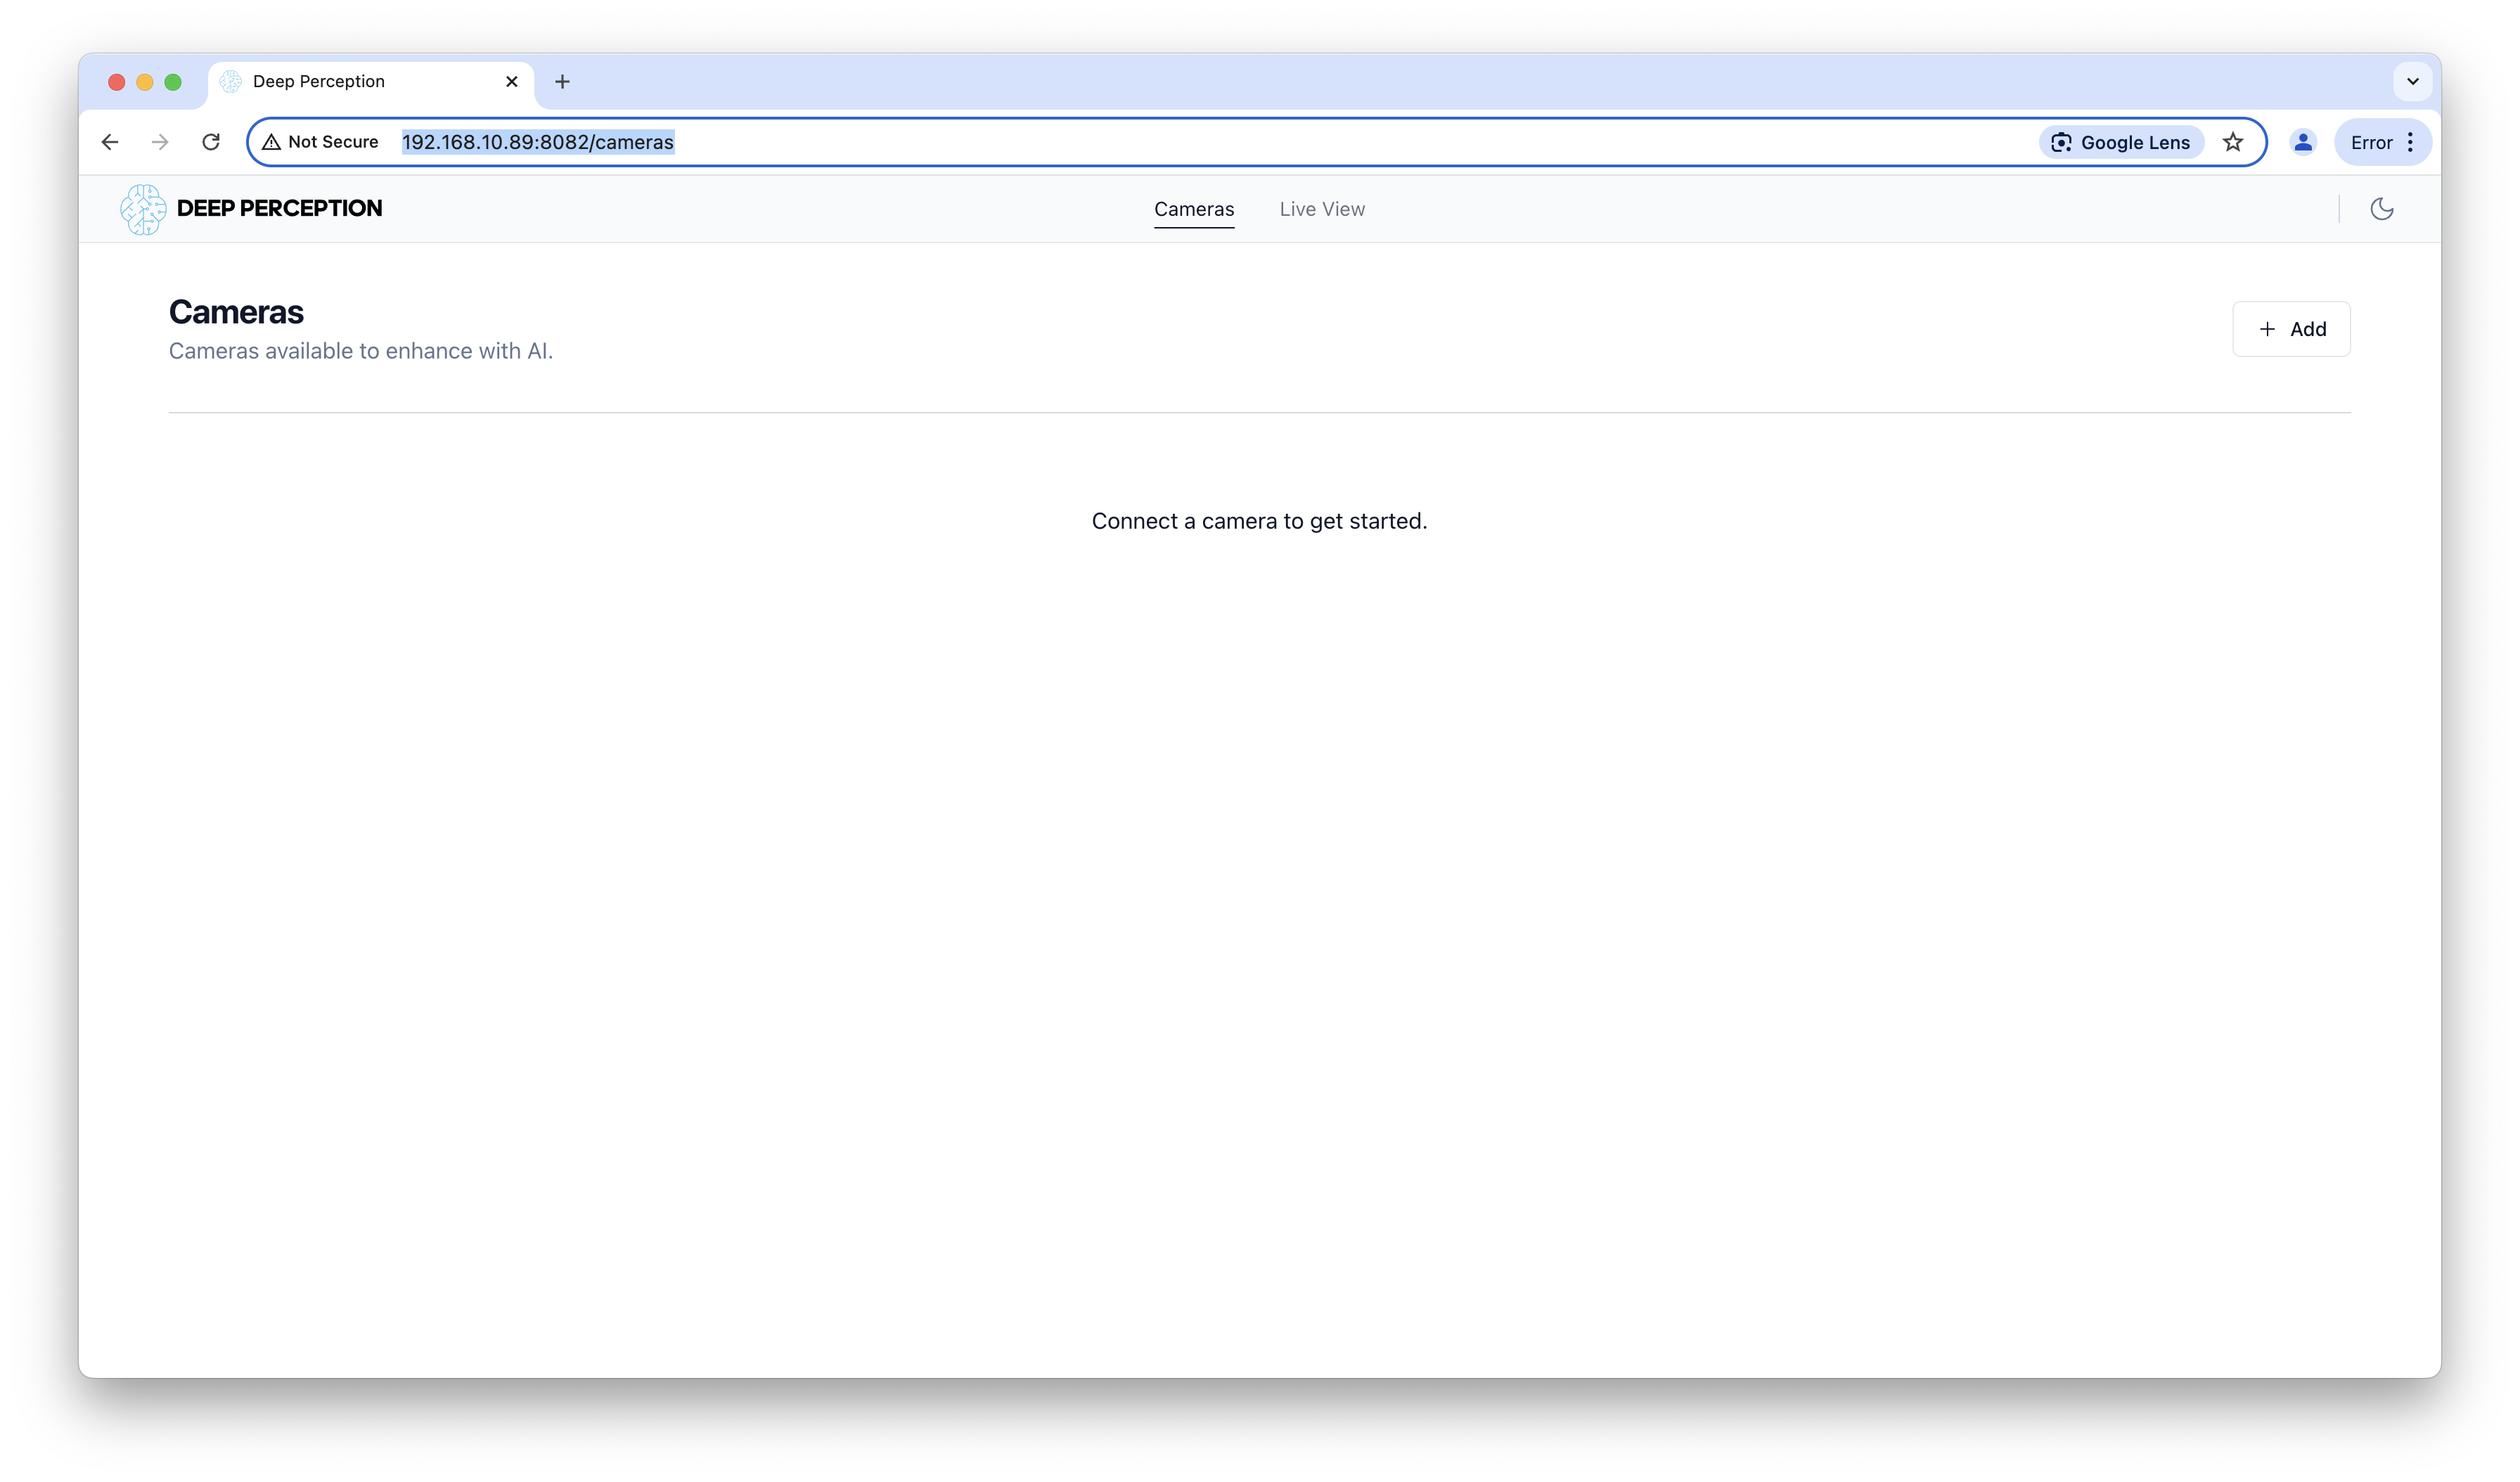 Deep Perception
Not Secure 192.168.10.89:8082/cameras Google Lens Error
DEEP PERCEPTION Cameras Live View
Cameras
Cameras available to enhance with AI.
Add
Connect a camera to get started.